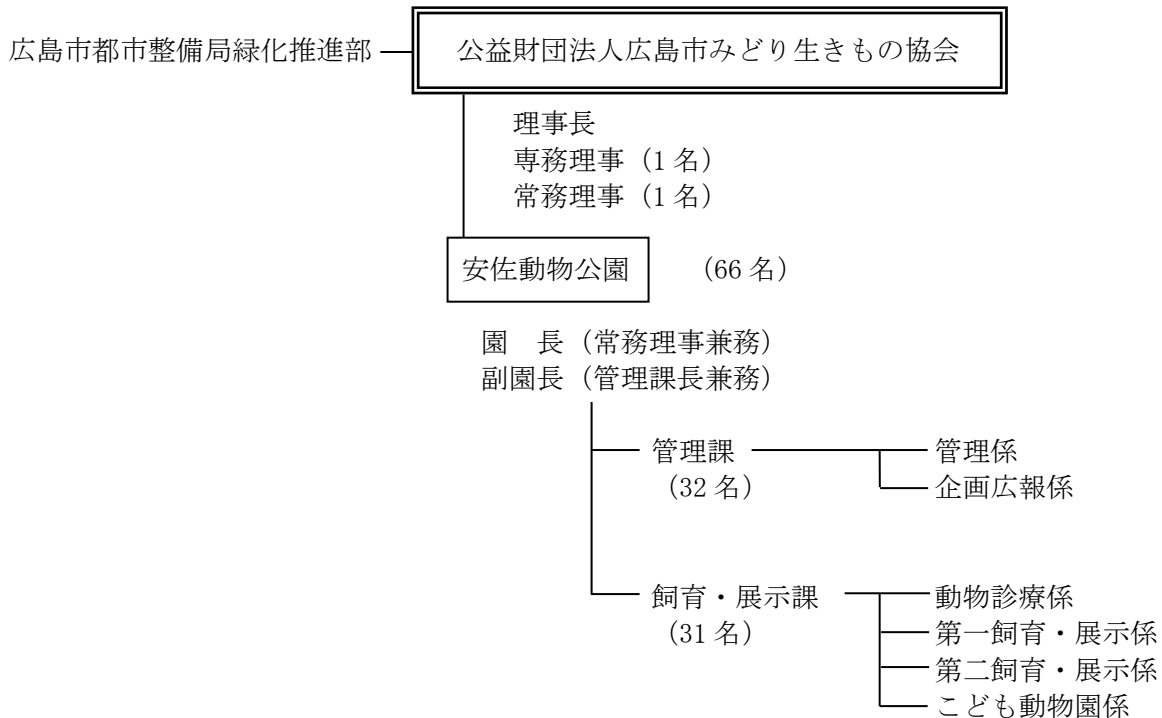 広島市都市整備局緑化推進部
公益財団法人広島市みどり生きもの協会
理事長
専務理事（1名）
常務理事（1名）
安佐動物公園 （66名）
園　長（常務理事兼務）
副園長（管理課長兼務）
管理課
（32名）
管理係
企画広報係
飼育・展示課
（31名）
動物診療係
第一飼育・展示係
第二飼育・展示係
こども動物園係